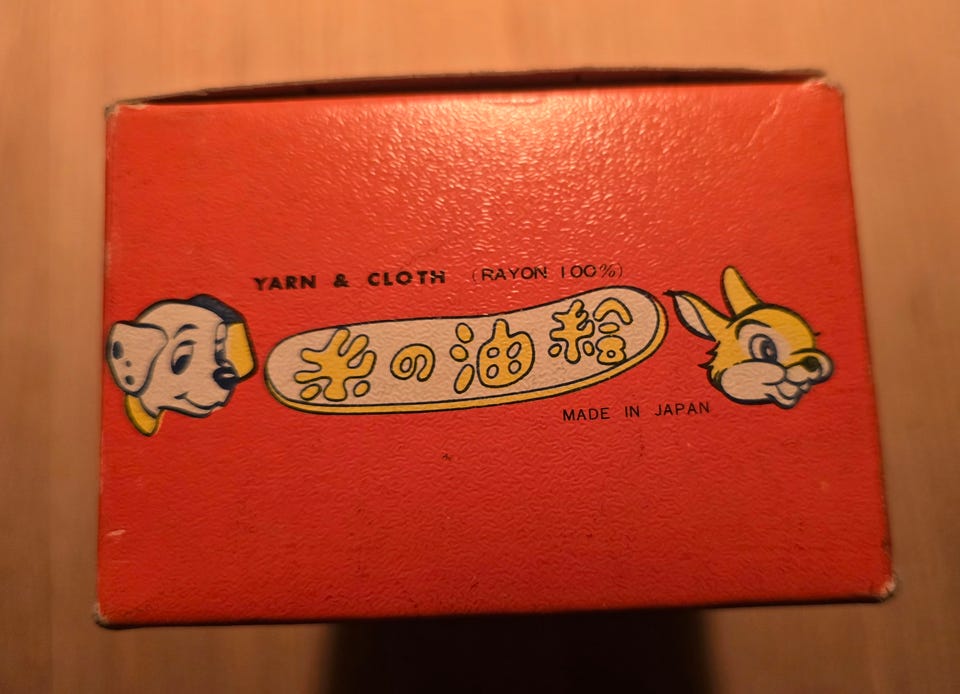 YARN & CLOTH (RAYON 100%)
糸の油絵
MADE IN JAPAN